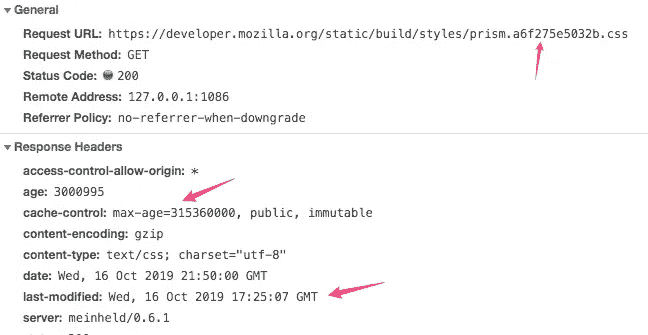 General
Request URL: https://developer.mozilla.org/static/build/styles/prism.a6f275e5032b.css
Request Method: GET
Status Code: 200
Remote Address: 127.0.0.1:1086
Referrer Policy: no-referrer-when-downgrade
Response Headers
access-control-allow-origin: *
age: 3000995
cache-control: max-age=315360000, public, immutable
content-encoding: gzip
content-type: text/css; charset="utf-8"
date: Wed, 16 Oct 2019 21:50:00 GMT
last-modified: Wed, 16 Oct 2019 17:25:07 GMT
server: meinheld/0.6.1